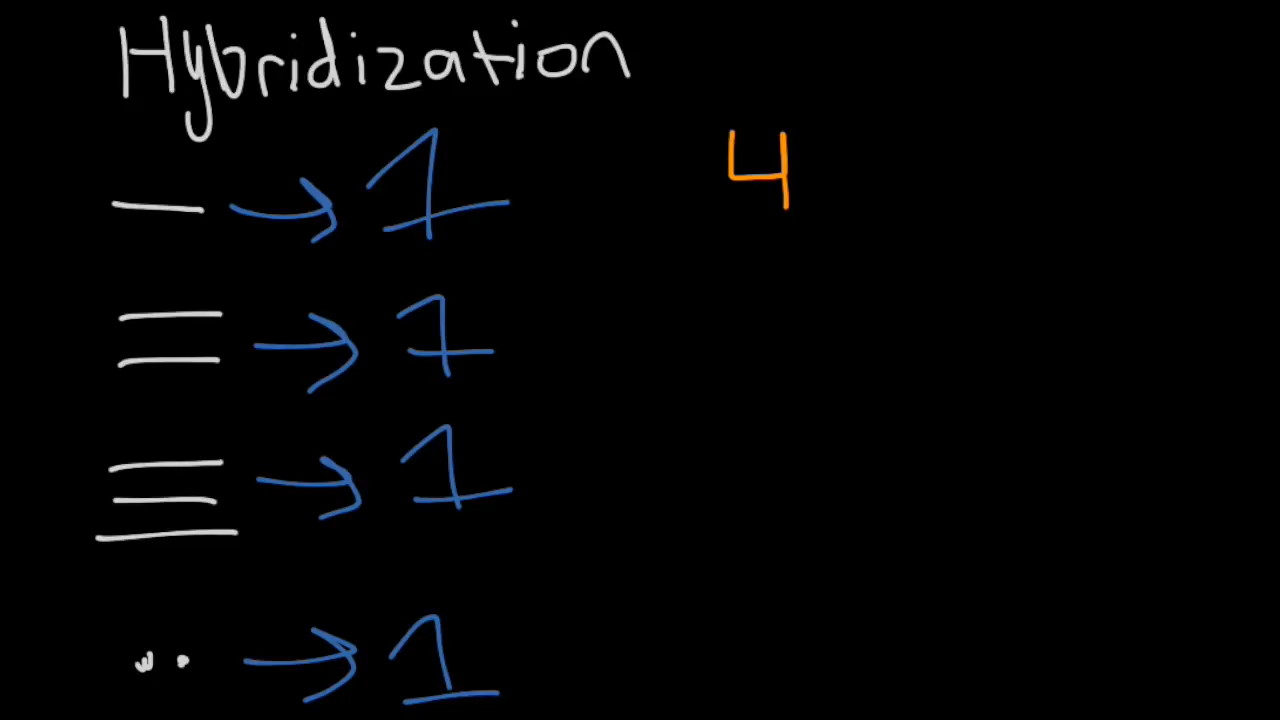 Hybridization
— → 1 4
= → 1
≡ → 1
.. → 1